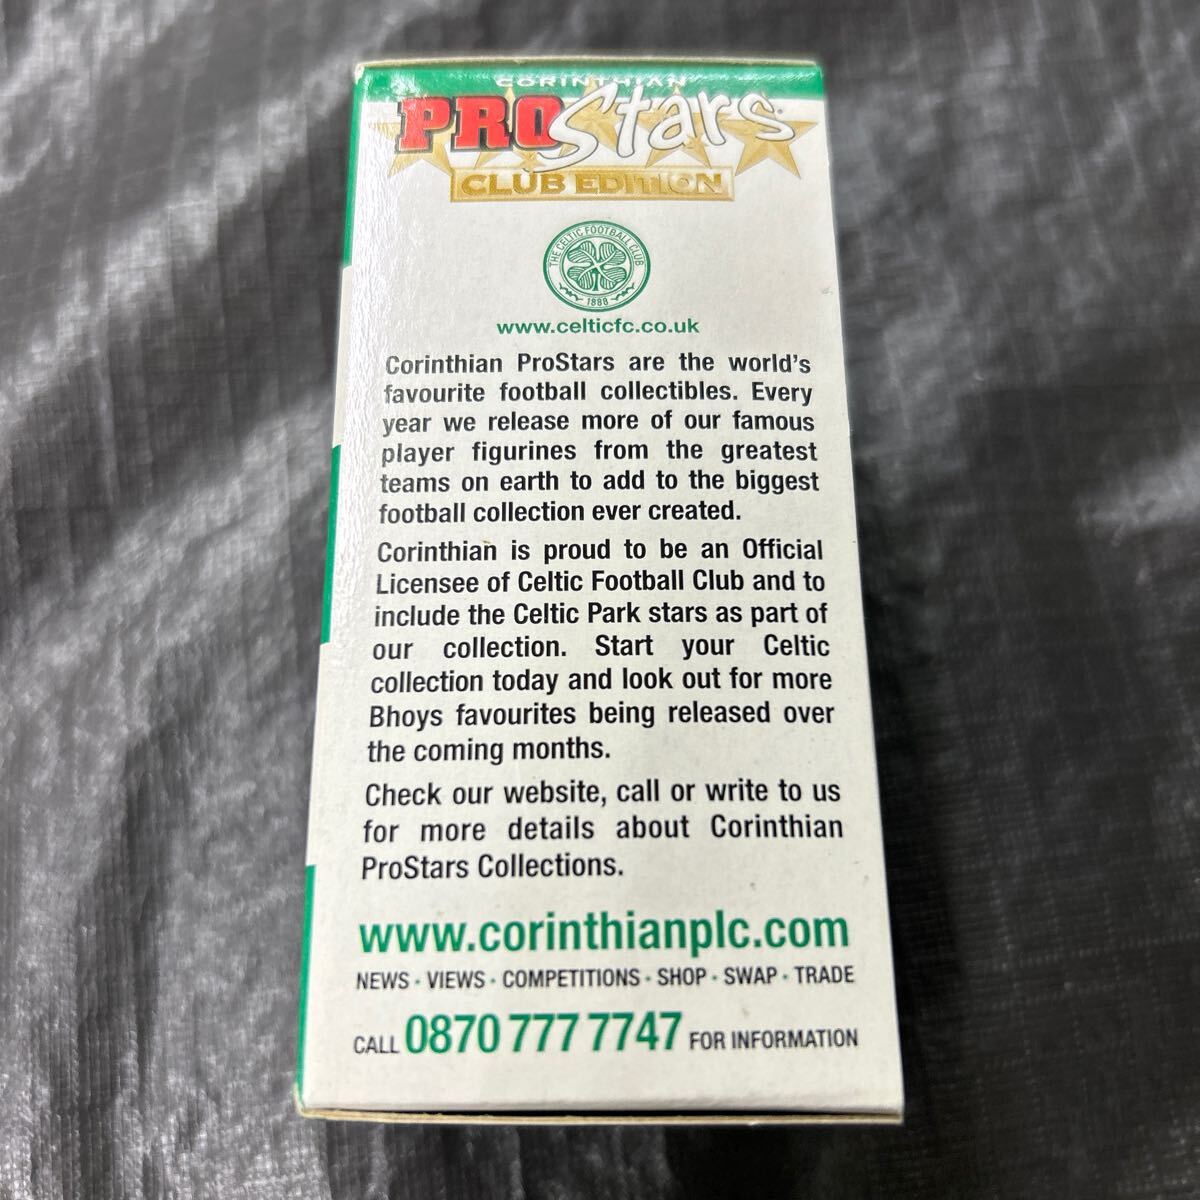 CORINTHIAN
PROStars
CLUB EDITION
THE CELTIC FOOTBALL CLUB
1888
www.celticfc.co.uk
Corinthian ProStars are the world's
favourite football collectibles. Every
year we release more of our famous
player figurines from the greatest
teams on earth to add to the biggest
football collection ever created.
Corinthian is proud to be an Official
Licensee of Celtic Football Club and to
include the Celtic Park stars as part of
our collection. Start your Celtic
collection today and look out for more
Bhoys favourites being released over
the coming months.
Check our website, call or write to us
for more details about Corinthian
ProStars Collections.
www.corinthianplc.com
NEWS · VIEWS · COMPETITIONS · SHOP · SWAP · TRADE
CALL 0870 777 7747 FOR INFORMATION